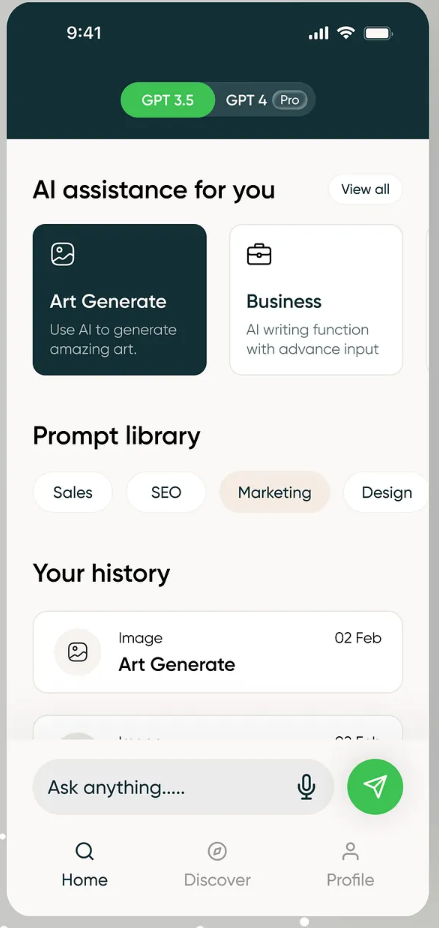 9:41
GPT 3.5 GPT 4 Pro
AI assistance for you View all
Art Generate
Use AI to generate
amazing art.
Business
AI writing function
with advance input
Prompt library
Sales SEO Marketing Design
Your history
Image 02 Feb
Art Generate
Ask anything.....
Home Discover Profile